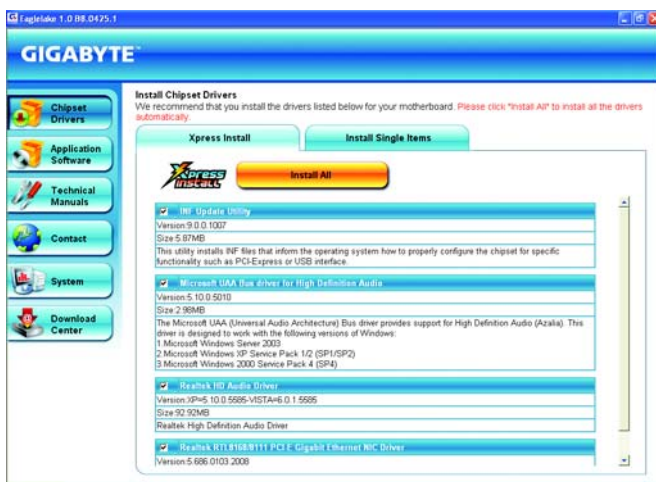 Eaglelake 1.0 B8.0425.1
GIGABYTE™
Chipset
Drivers
Application
Software
Technical
Manuals
Contact
System
Download
Center
Install Chipset Drivers
We recommend that you install the drivers listed below for your motherboard. Please click "Install All" to install all the drivers
automatically.
Xpress Install
Install Single Items
Xpress
Install
Install All
INF Update Utility
Version:9.0.0.1007
Size:5.87MB
This utility installs INF files that inform the operating system how to properly configure the chipset for specific
functionality such as PCI-Express or USB interface.
Microsoft UAA Bus driver for High Definition Audio
Version:5.10.0.5010
Size:2.98MB
The Microsoft UAA (Universal Audio Architecture) Bus driver provides support for High Definition Audio (Azalia). This
driver is designed to work with the following versions of Windows:
1.Microsoft Windows Server 2003
2.Microsoft Windows XP Service Pack 1/2 (SP1/SP2)
3.Microsoft Windows 2000 Service Pack 4 (SP4)
Realtek HD Audio Driver
Version:XP=5.10.0.5585-VISTA=6.0.1.5585
Size:92.92MB
Realtek High Definition Audio Driver
Realtek RTL8168/8111 PCI-E Gigabit Ethernet NIC Driver
Version:5.686.0103.2008